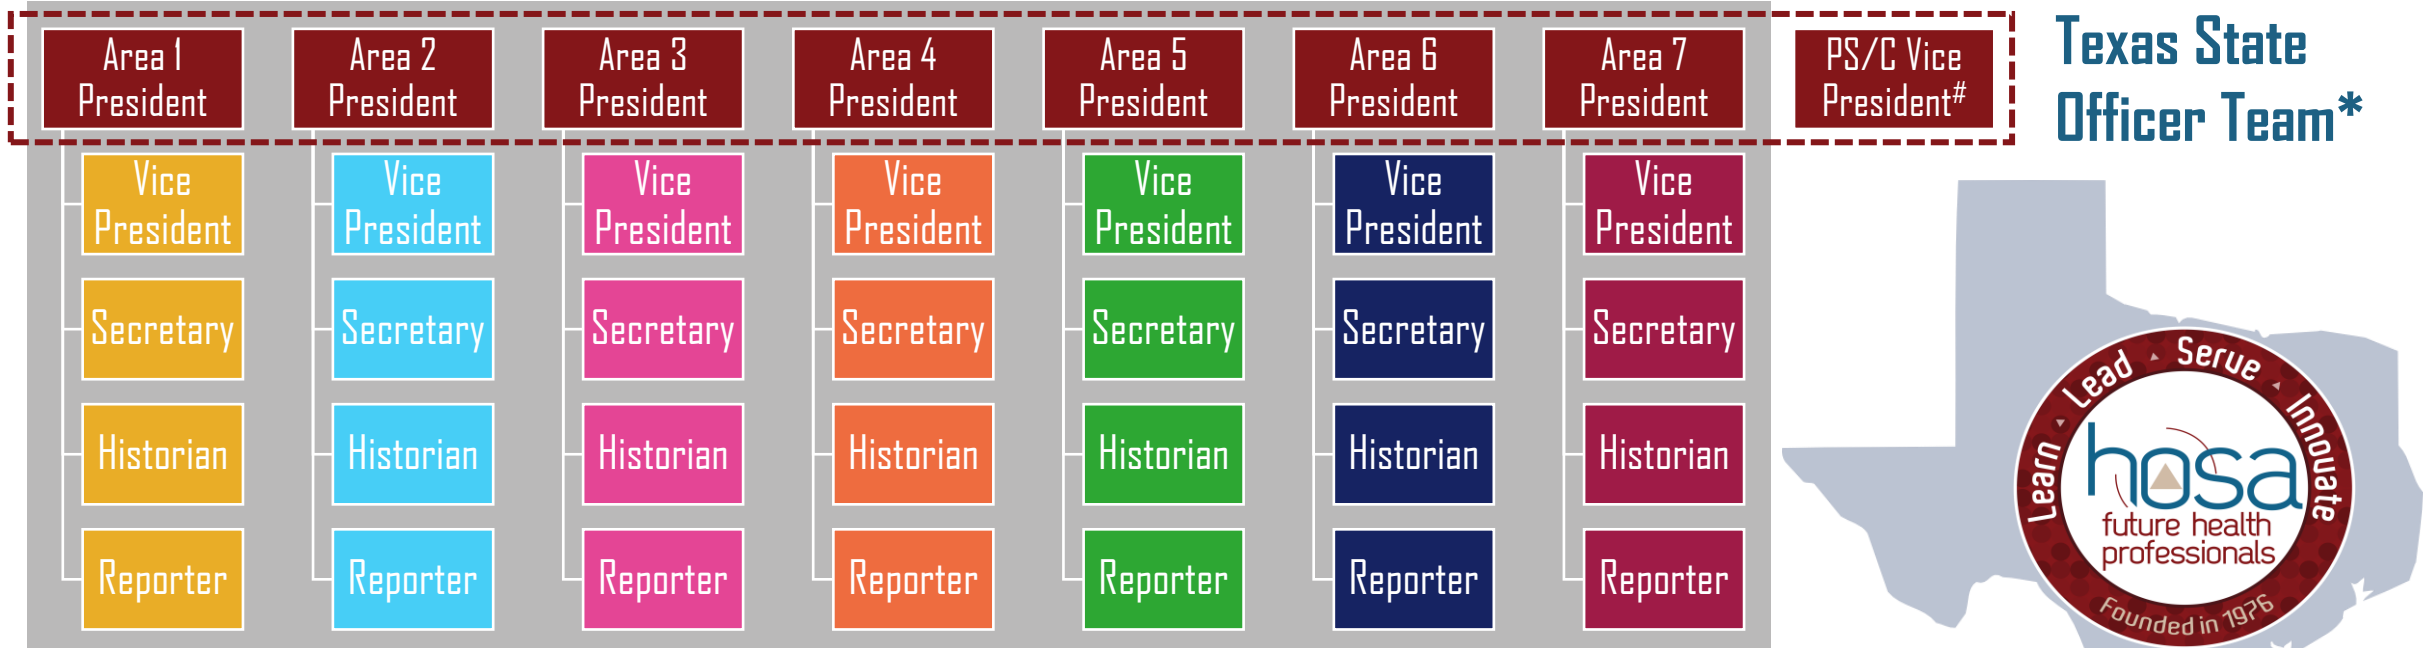 Area 1
President
Area 2
President
Area 3
President
Area 4
President
Area 5
President
Area 6
President
Area 7
President
PS/C Vice
President#
Texas State
Officer Team*
Vice
President
Vice
President
Vice
President
Vice
President
Vice
President
Vice
President
Vice
President
Secretary
Secretary
Secretary
Secretary
Secretary
Secretary
Secretary
Historian
Historian
Historian
Historian
Historian
Historian
Historian
Reporter
Reporter
Reporter
Reporter
Reporter
Reporter
Reporter
Learn Lead Serve Innovate
hosa
future health
professionals
Founded in 1976